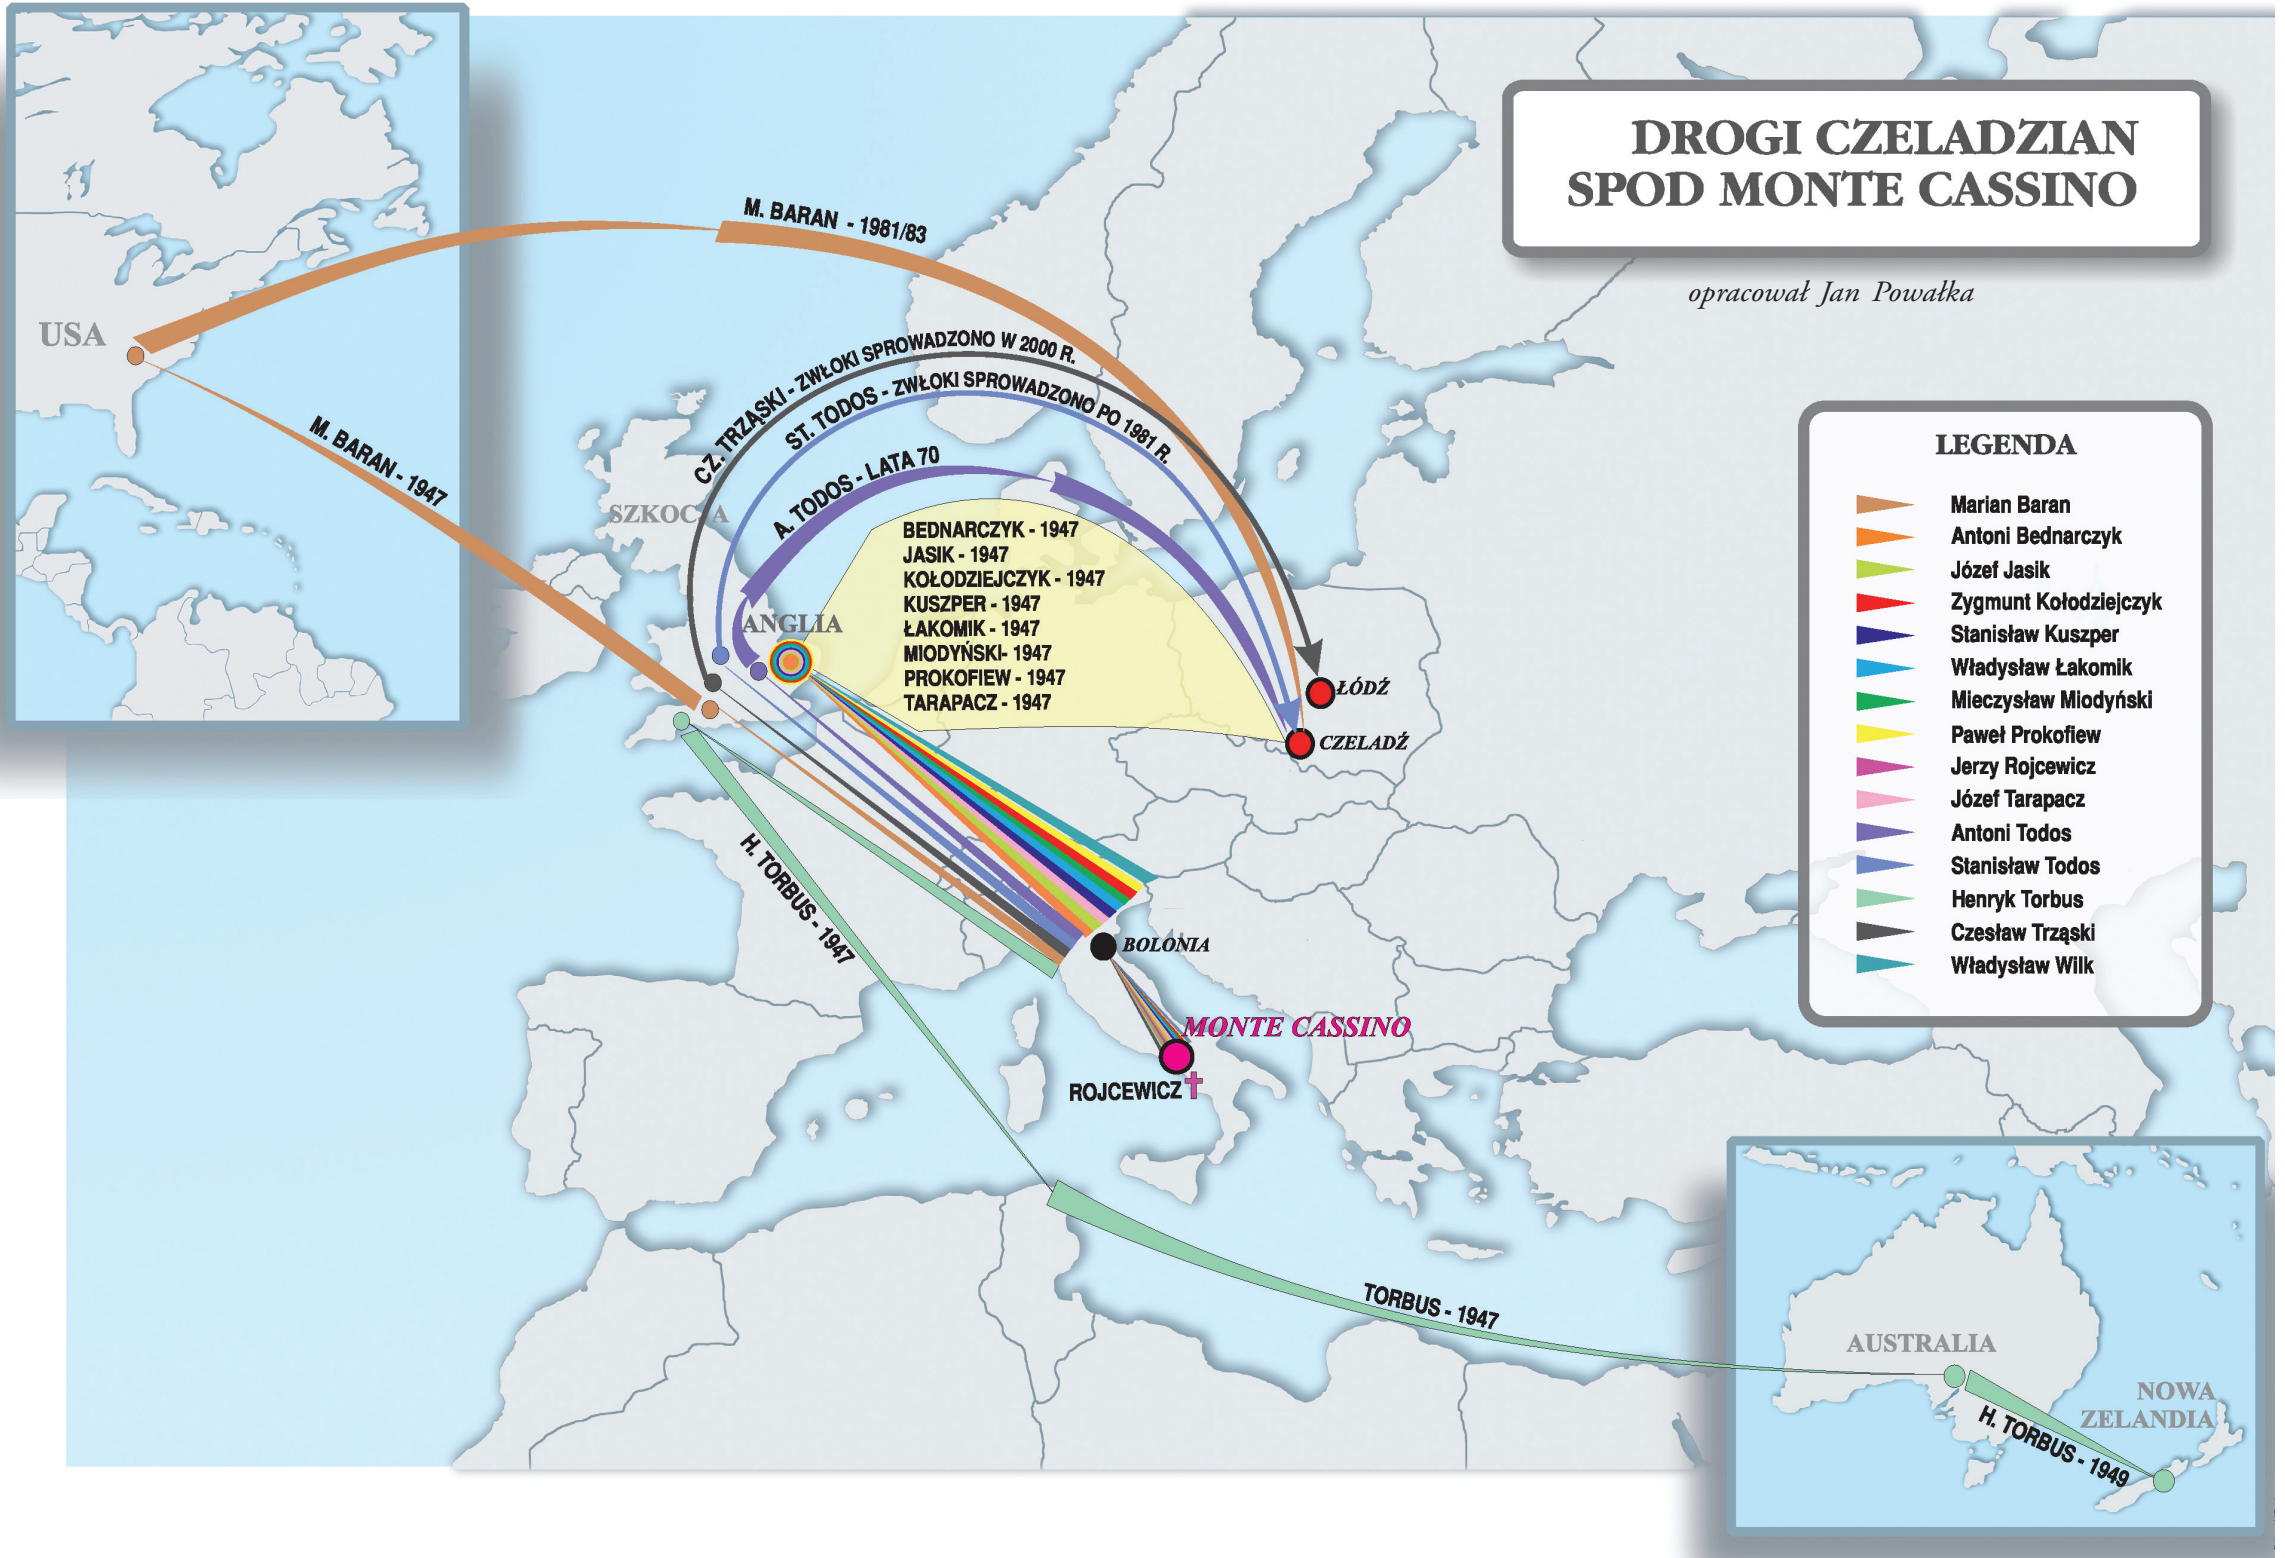 DROGI CZELADZIAN
SPOD MONTE CASSINO
opracował Jan Powałka
USA
M. BARAN - 1981/83
M. BARAN - 1947
CZ. TRZĄSKI - ZWŁOKI SPROWADZONO W 2000 R.
ST. TODOS - ZWŁOKI SPROWADZONO PO 1981 R.
A. TODOS - LATA 70
SZKOCJA
ANGLIA
BEDNARCZYK - 1947
JASIK - 1947
KOŁODZIEJCZYK - 1947
KUSZPER - 1947
ŁAKOMIK - 1947
MIODYŃSKI- 1947
PROKOFIEW - 1947
TARAPACZ - 1947
ŁÓDŹ
CZELADŹ
H. TORBUS - 1947
BOLONIA
MONTE CASSINO
ROJCEWICZ
TORBUS - 1947
LEGENDA
Marian Baran
Antoni Bednarczyk
Józef Jasik
Zygmunt Kołodziejczyk
Stanisław Kuszper
Władysław Łakomik
Mieczysław Miodyński
Paweł Prokofiew
Jerzy Rojcewicz
Józef Tarapacz
Antoni Todos
Stanisław Todos
Henryk Torbus
Czesław Trząski
Władysław Wilk
AUSTRALIA
NOWA
ZELANDIA
H. TORBUS - 1949